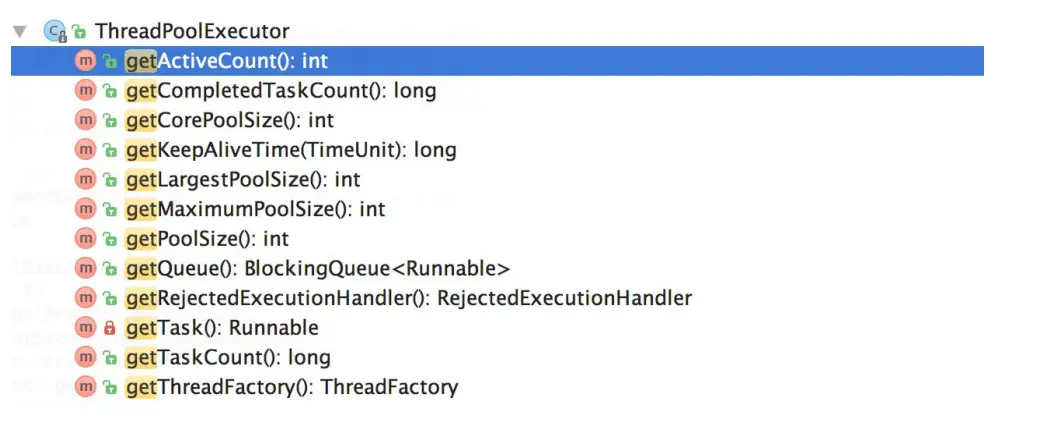 ThreadPoolExecutor
m getActiveCount(): int
m getCompletedTaskCount(): long
m getCorePoolSize(): int
m getKeepAliveTime(TimeUnit): long
m getLargestPoolSize(): int
m getMaximumPoolSize(): int
m getPoolSize(): int
m getQueue(): BlockingQueue<Runnable>
m getRejectedExecutionHandler(): RejectedExecutionHandler
m getTask(): Runnable
m getTaskCount(): long
m getThreadFactory(): ThreadFactory